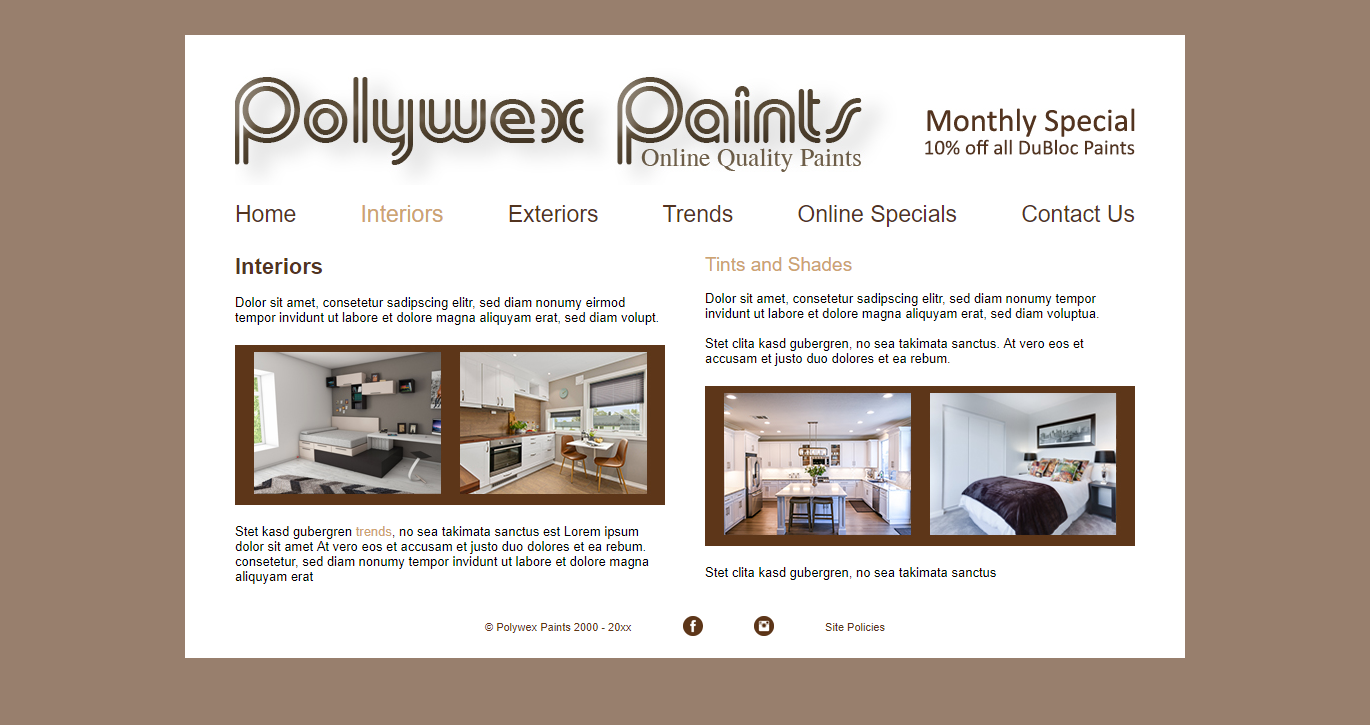 Polywex Paints
Online Quality Paints
Monthly Special
10% off all DuBloc Paints
Home Interiors Exteriors Trends Online Specials Contact Us
Interiors
Dolor sit amet, consetetur sadipscing elitr, sed diam nonumy eirmod
tempor invidunt ut labore et dolore magna aliquyam erat, sed diam volupt.
Stet kasd gubergren trends, no sea takimata sanctus est Lorem ipsum
dolor sit amet At vero eos et accusam et justo duo dolores et ea rebum.
consetetur, sed diam nonumy tempor invidunt ut labore et dolore magna
aliquyam erat
Tints and Shades
Dolor sit amet, consetetur sadipscing elitr, sed diam nonumy tempor
invidunt ut labore et dolore magna aliquyam erat, sed diam voluptua.
Stet clita kasd gubergren, no sea takimata sanctus. At vero eos et
accusam et justo duo dolores et ea rebum.
Stet clita kasd gubergren, no sea takimata sanctus
© Polywex Paints 2000 - 20xx
Site Policies